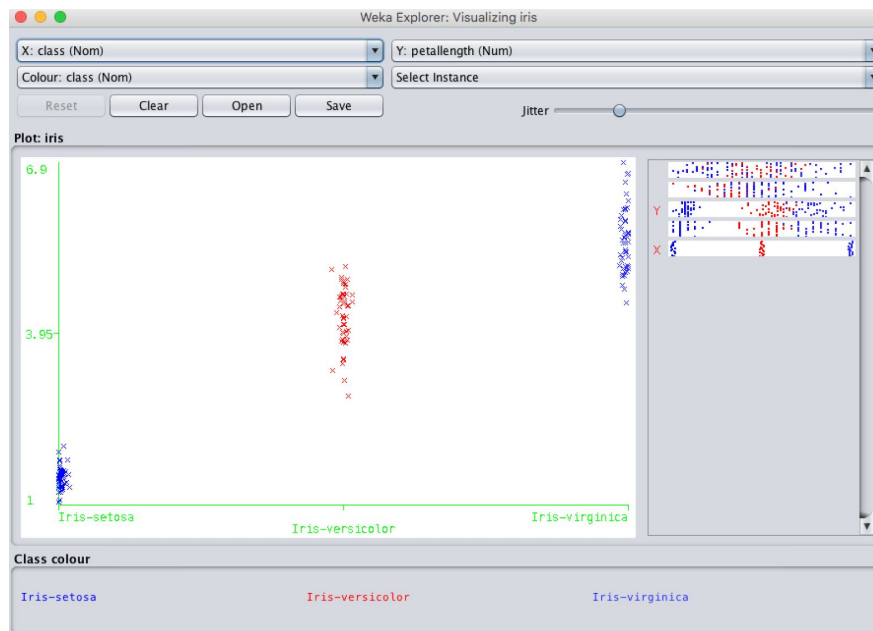 Weka Explorer: Visualizing iris
X: class (Nom) Y: petallength (Num)
Colour: class (Nom) Select Instance
Reset Clear Open Save Jitter
Plot: iris
6.9
3.95
1
Iris-setosa Iris-versicolor Iris-virginica
Y
X
Class colour
Iris-setosa Iris-versicolor Iris-virginica